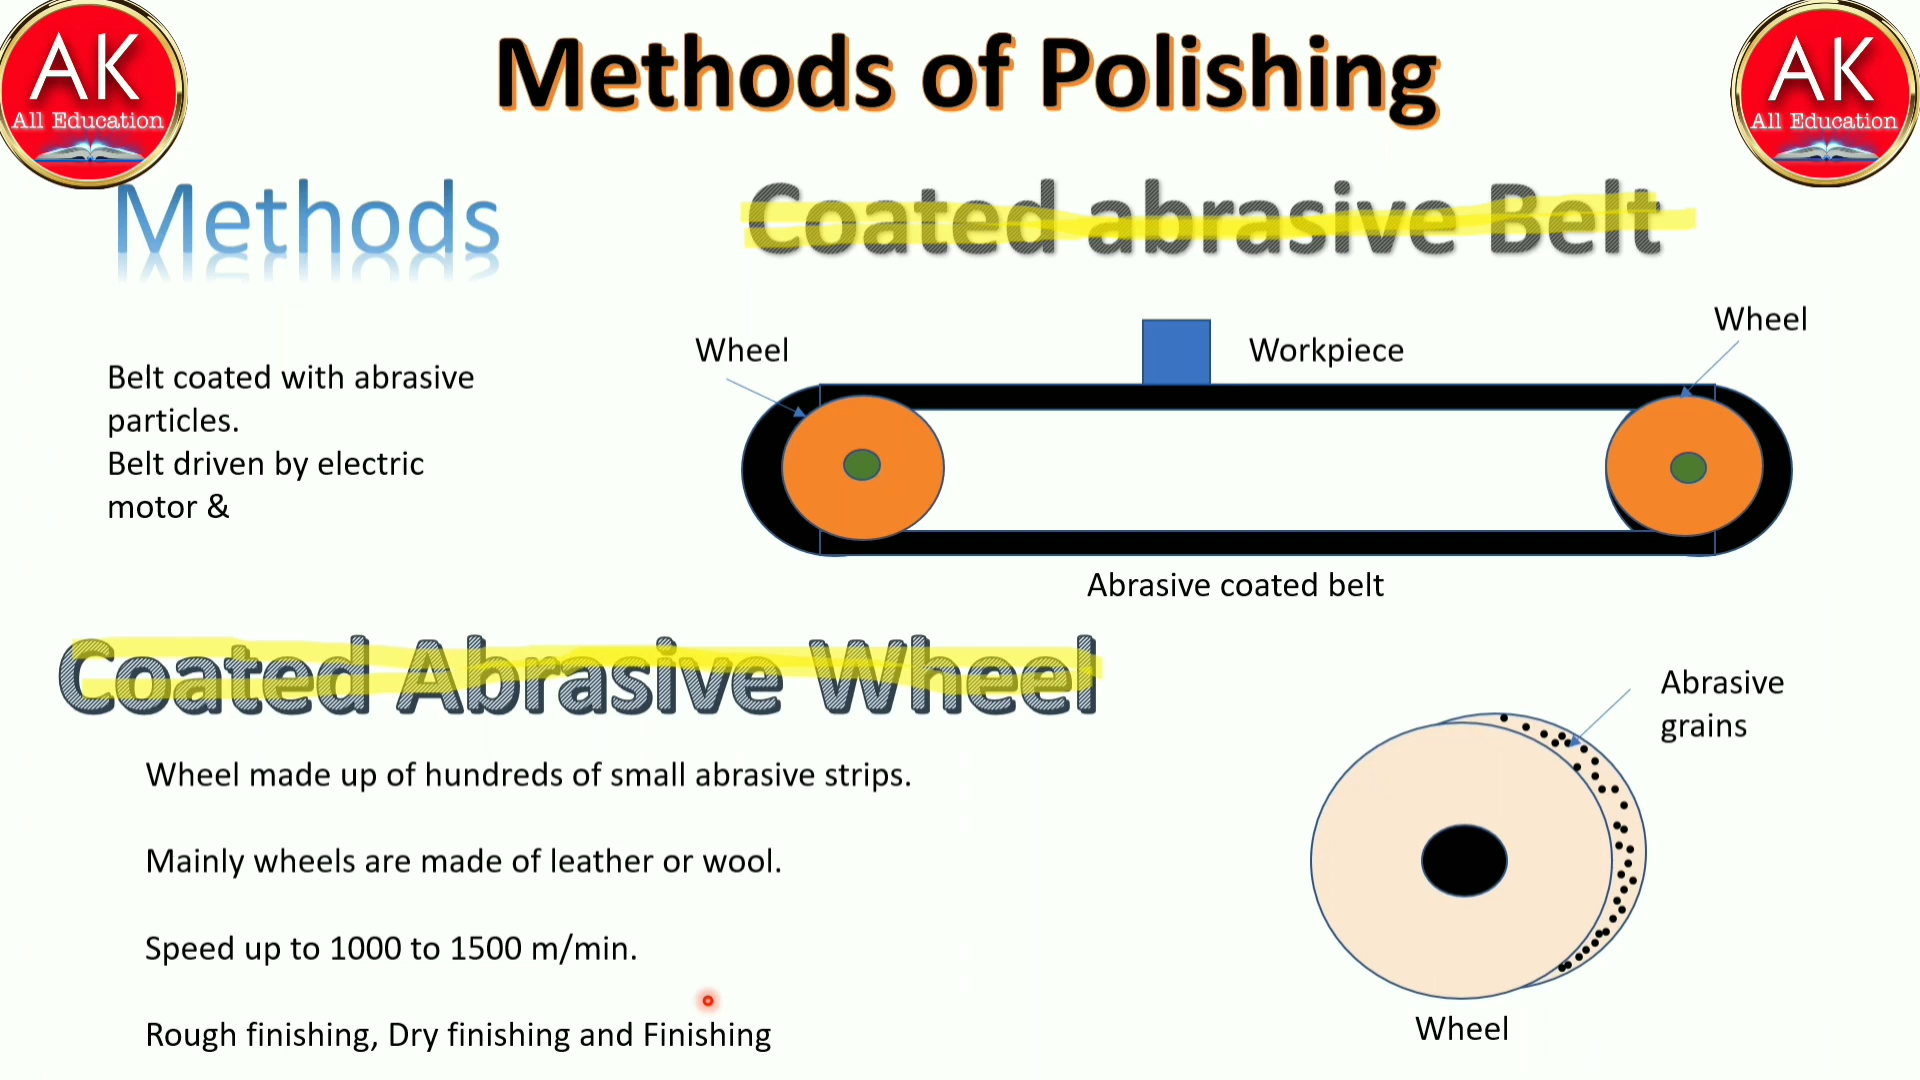 AK
All Education
Methods of Polishing
AK
All Education
Methods
Coated abrasive Belt
Wheel
Workpiece
Wheel
Belt coated with abrasive
particles.
Belt driven by electric
motor &
Abrasive coated belt
Coated Abrasive Wheel
Wheel made up of hundreds of small abrasive strips.
Mainly wheels are made of leather or wool.
Speed up to 1000 to 1500 m/min.
Rough finishing, Dry finishing and Finishing
Abrasive
grains
Wheel